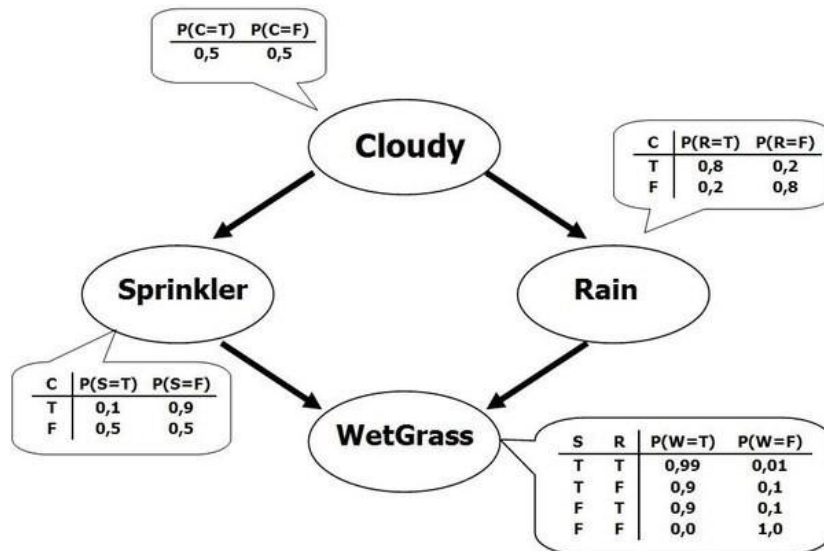 P(C=T) P(C=F)
0,5 0,5
Cloudy
C P(R=T) P(R=F)
T 0,8 0,2
F 0,2 0,8
Sprinkler
Rain
C P(S=T) P(S=F)
T 0,1 0,9
F 0,5 0,5
WetGrass
S R P(W=T) P(W=F)
T T 0,99 0,01
T F 0,9 0,1
F T 0,9 0,1
F F 0,0 1,0